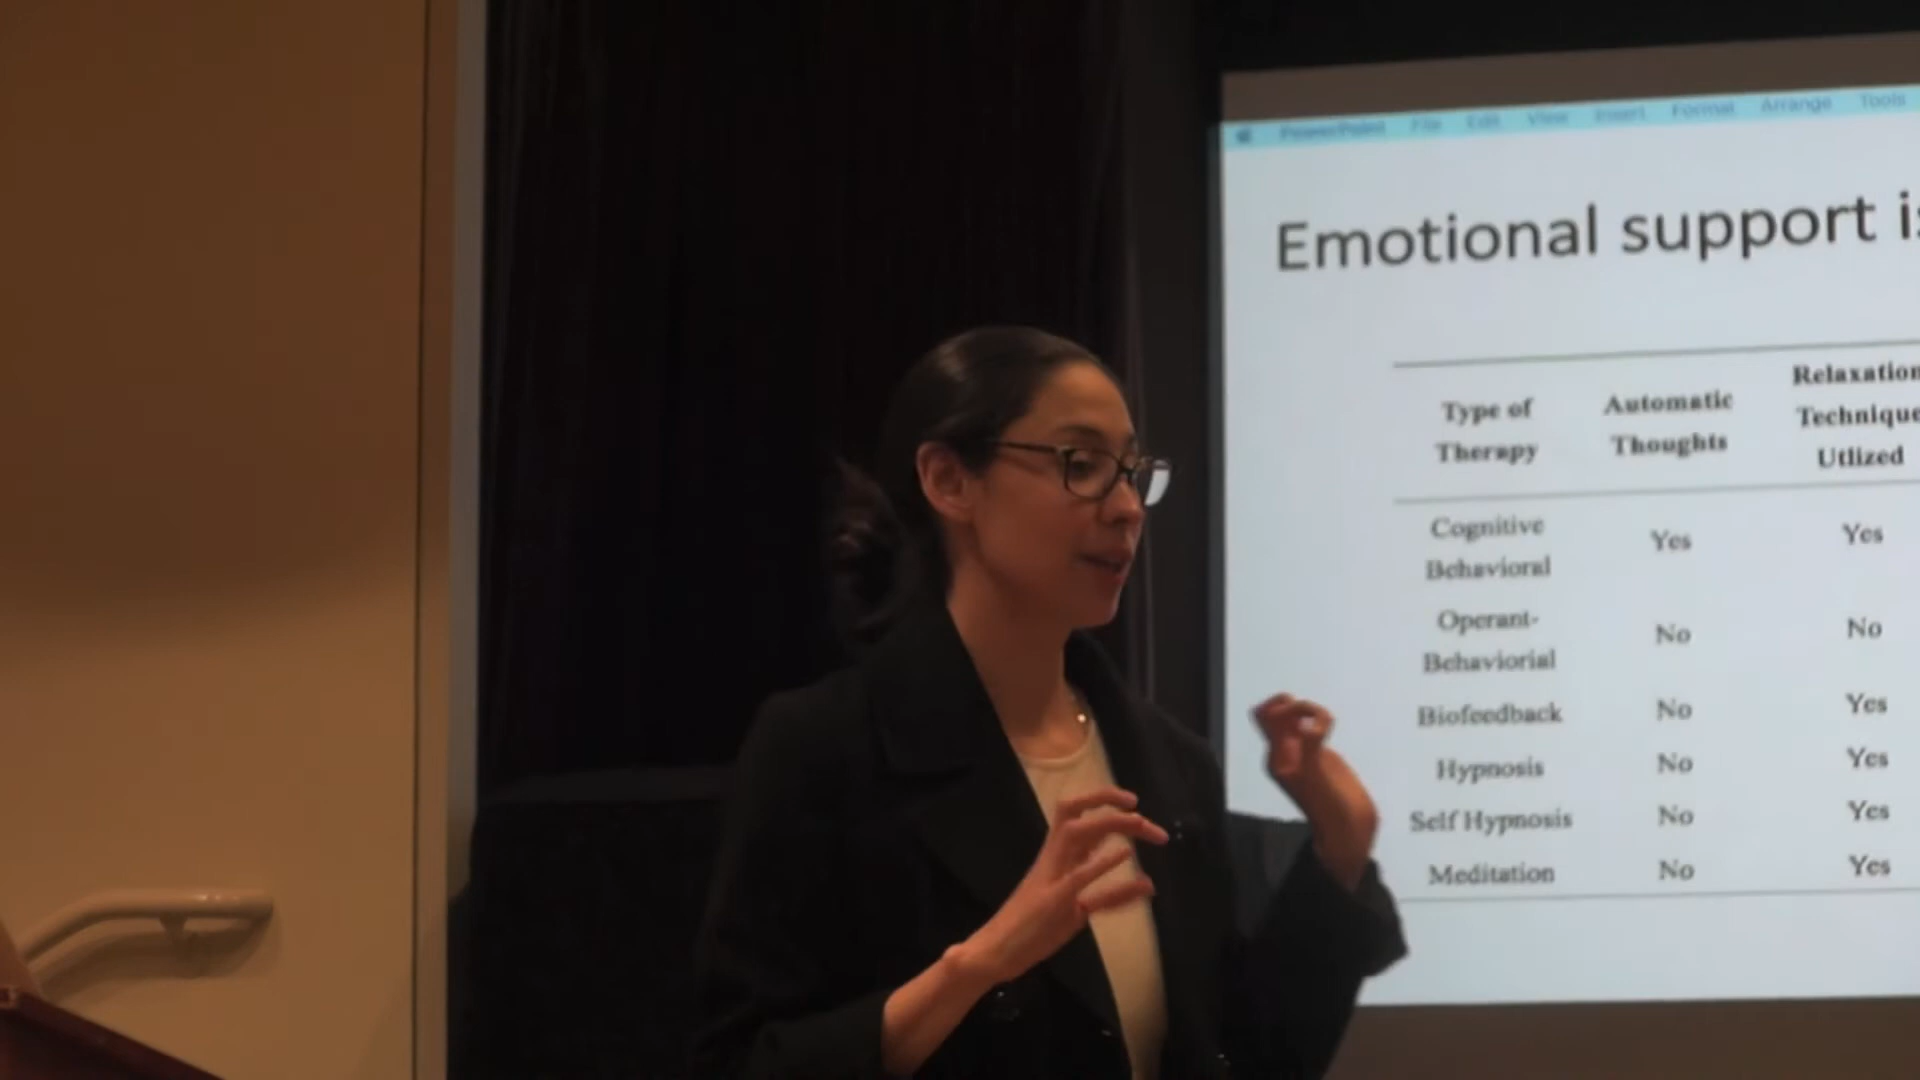 PowerPoint File Edit View Insert Format Arrange Tools
Emotional support is
Type of Therapy Automatic Thoughts Relaxation Technique Utlized
Cognitive Behavioral Yes Yes
Operant-Behaviorial No No
Biofeedback No Yes
Hypnosis No Yes
Self Hypnosis No Yes
Meditation No Yes